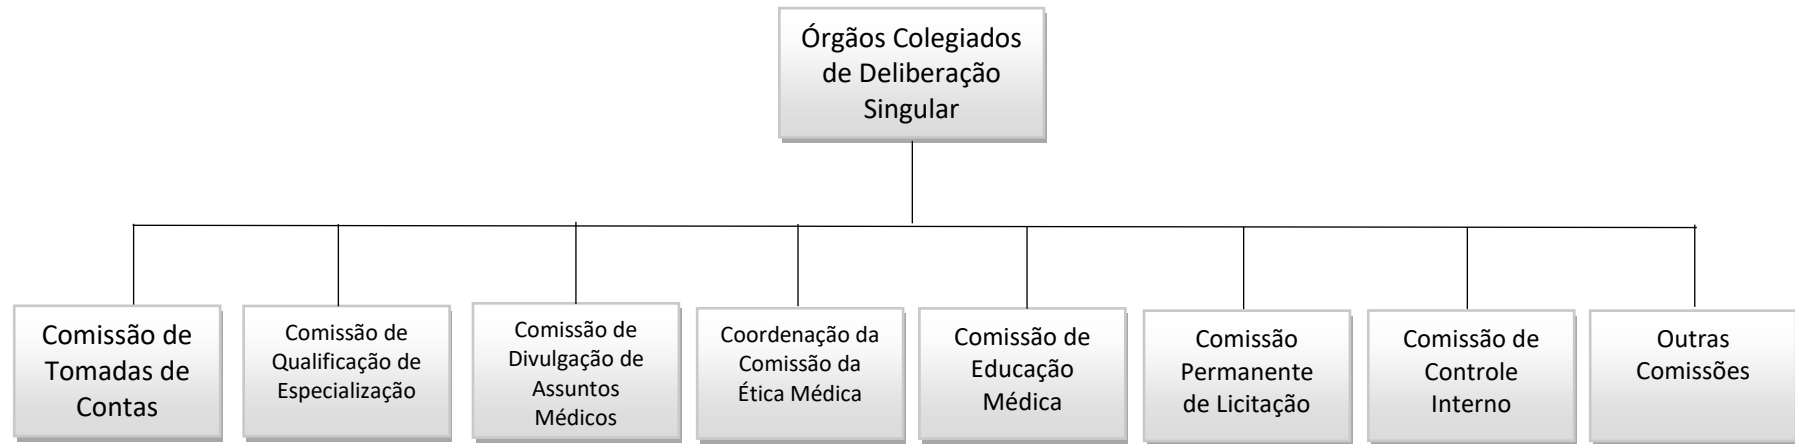 Órgãos Colegiados
de Deliberação
Singular
Comissão de
Tomadas de
Contas
Comissão de
Qualificação de
Especialização
Comissão de
Divulgação de
Assuntos
Médicos
Coordenação da
Comissão da
Ética Médica
Comissão de
Educação
Médica
Comissão
Permanente
de Licitação
Comissão de
Controle
Interno
Outras
Comissões